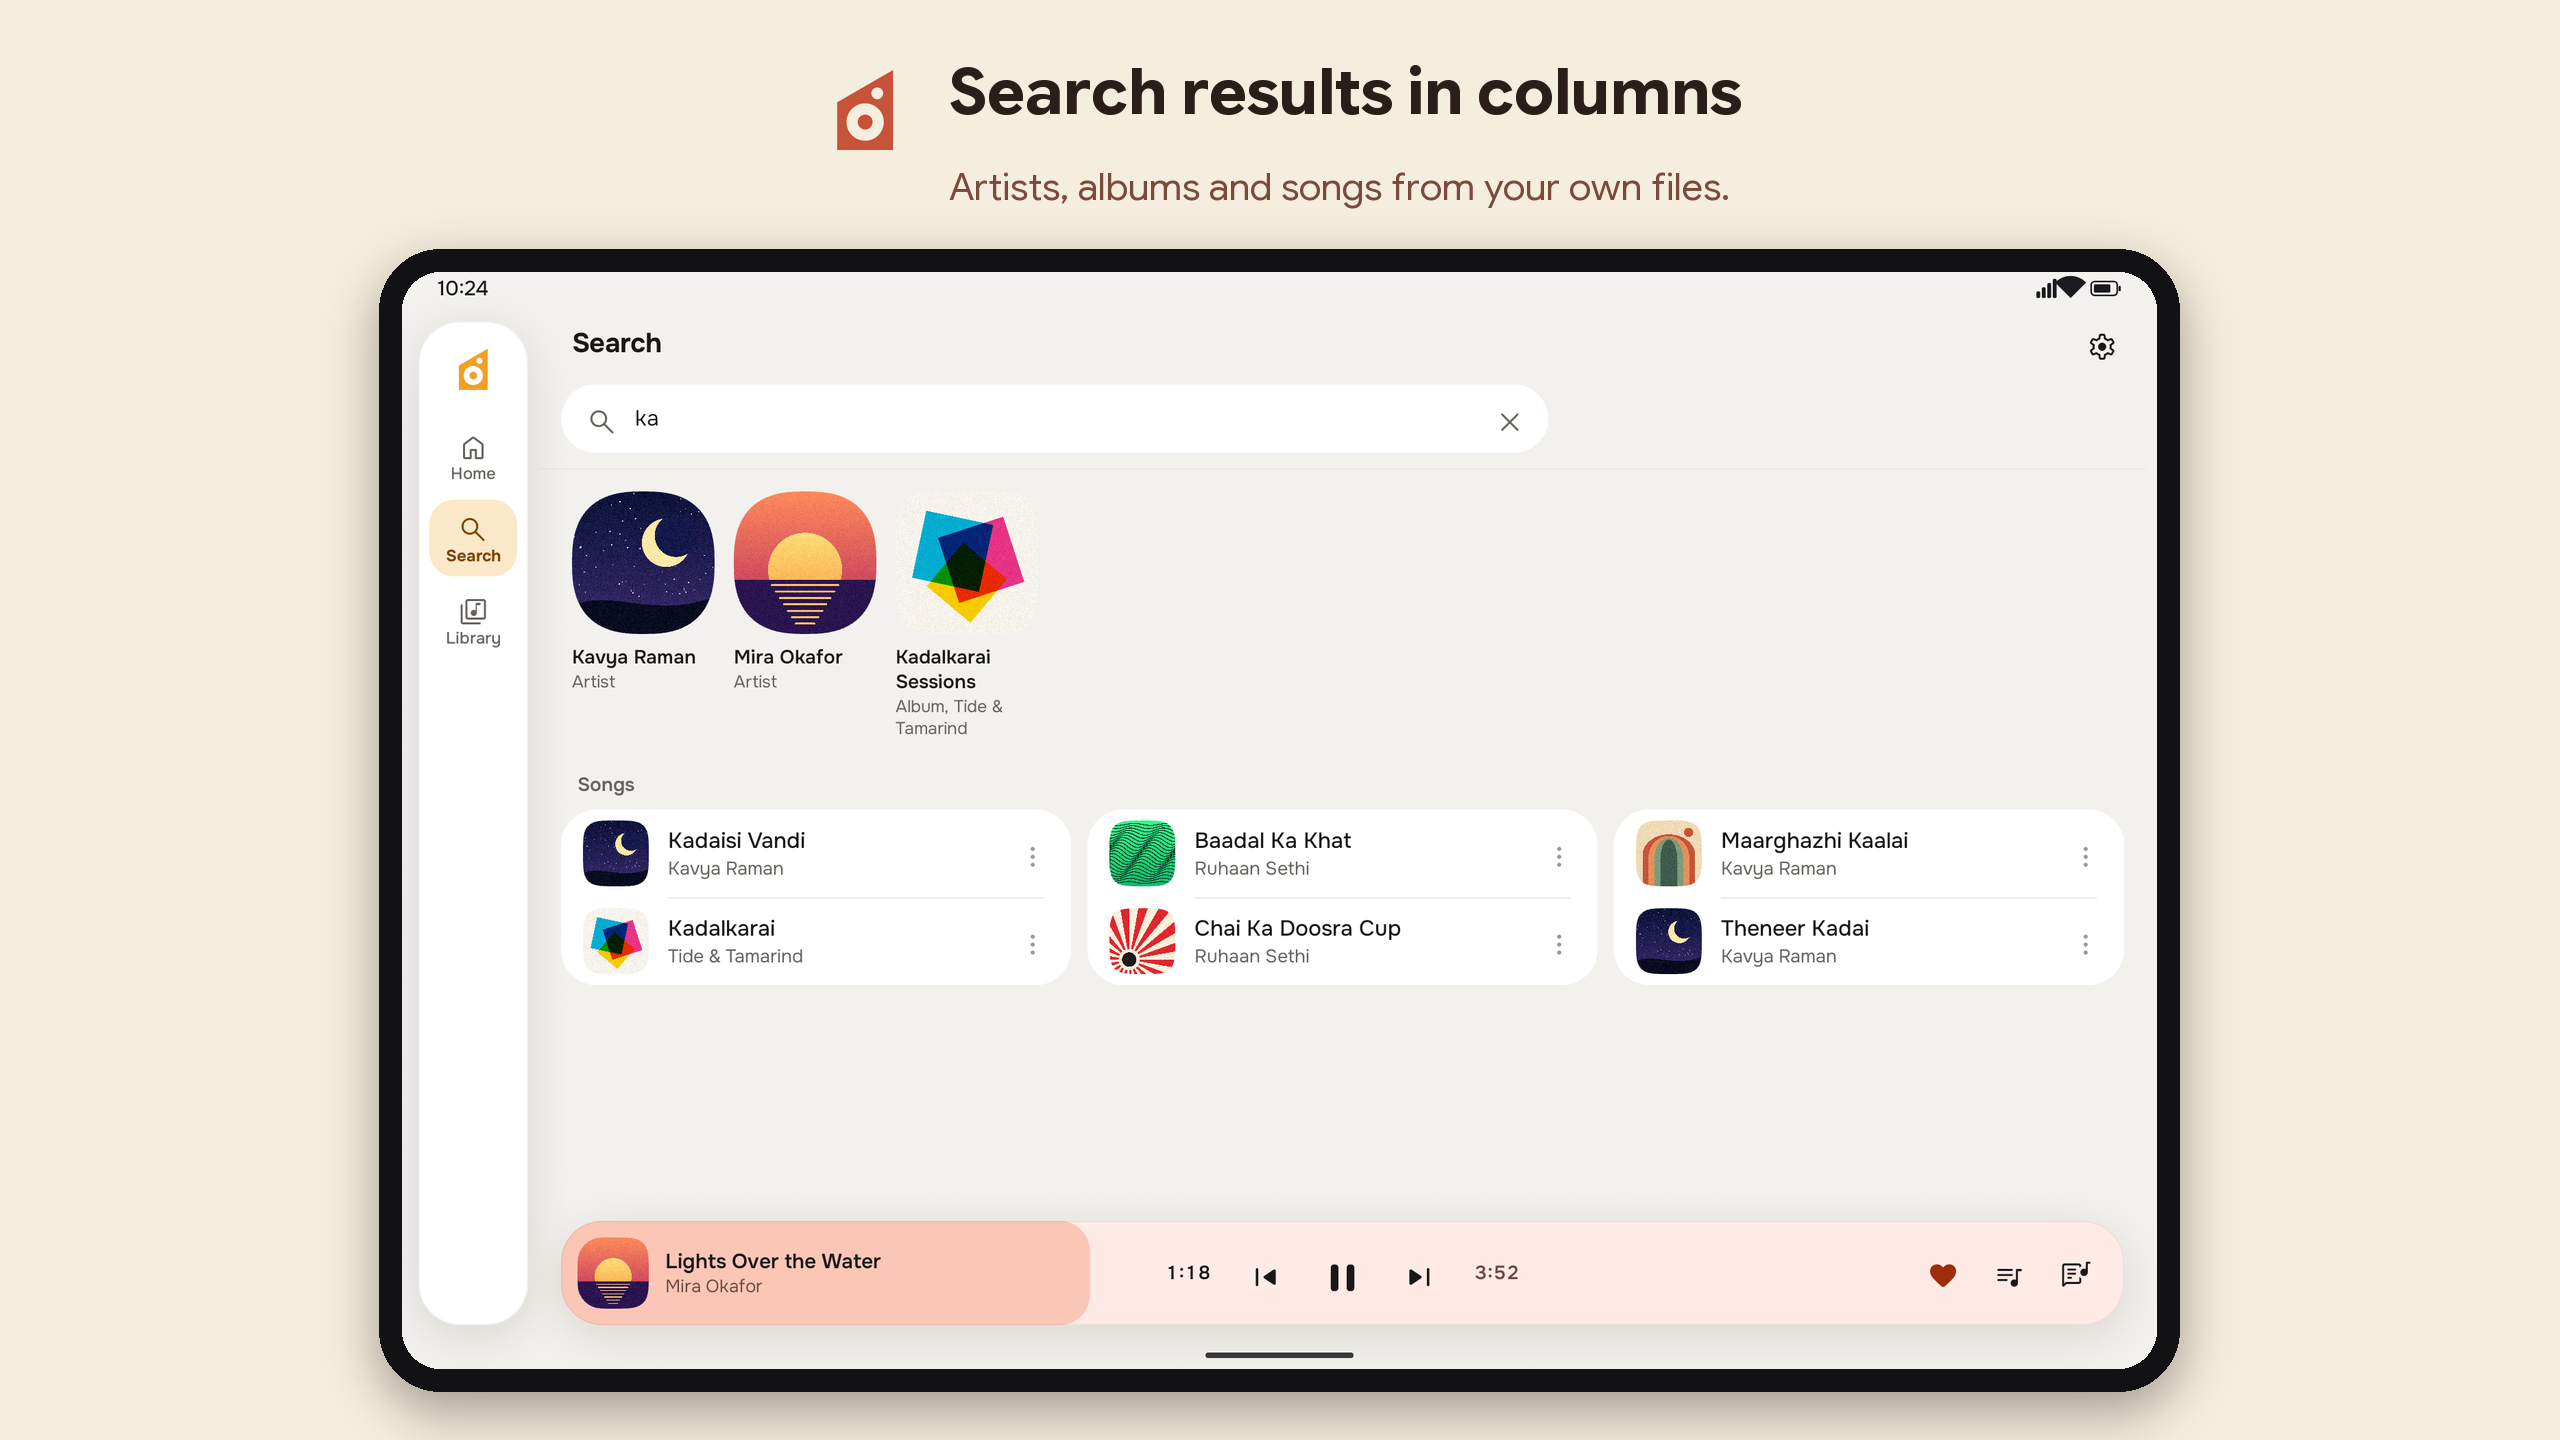 Search results in columns
Artists, albums and songs from your own files.
10:24
Search
ka
Home
Search
Library
Kavya Raman
Artist
Mira Okafor
Artist
Kadalkarai
Sessions
Album, Tide &
Tamarind
Songs
Kadaisi Vandi
Kavya Raman
Kadalkarai
Tide & Tamarind
Baadal Ka Khat
Ruhaan Sethi
Chai Ka Doosra Cup
Ruhaan Sethi
Maarghazhi Kaalai
Kavya Raman
Theneer Kadai
Kavya Raman
Lights Over the Water
Mira Okafor
1:18
3:52